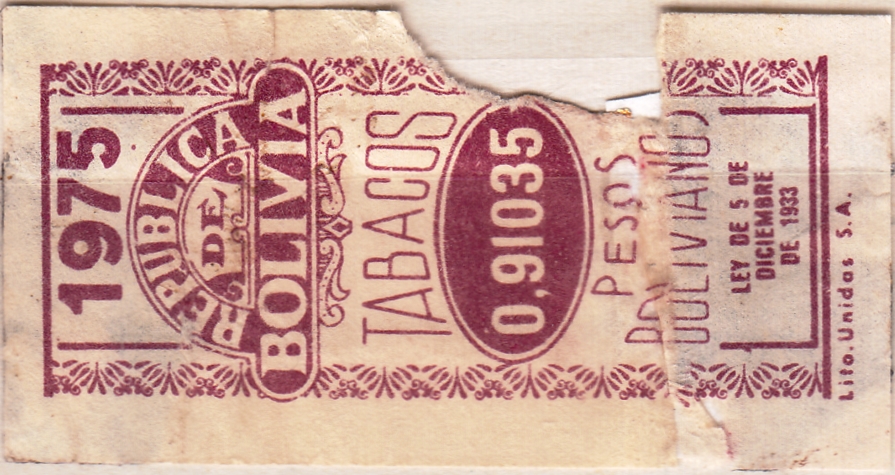 1975
REPUBLICA
DE
BOLIVIA
TABACOS
0,91035
PESOS
BOLIVIANOS
LEY DE 5 DE
DICIEMBRE
DE 1933
Lito. Unidas S.A.